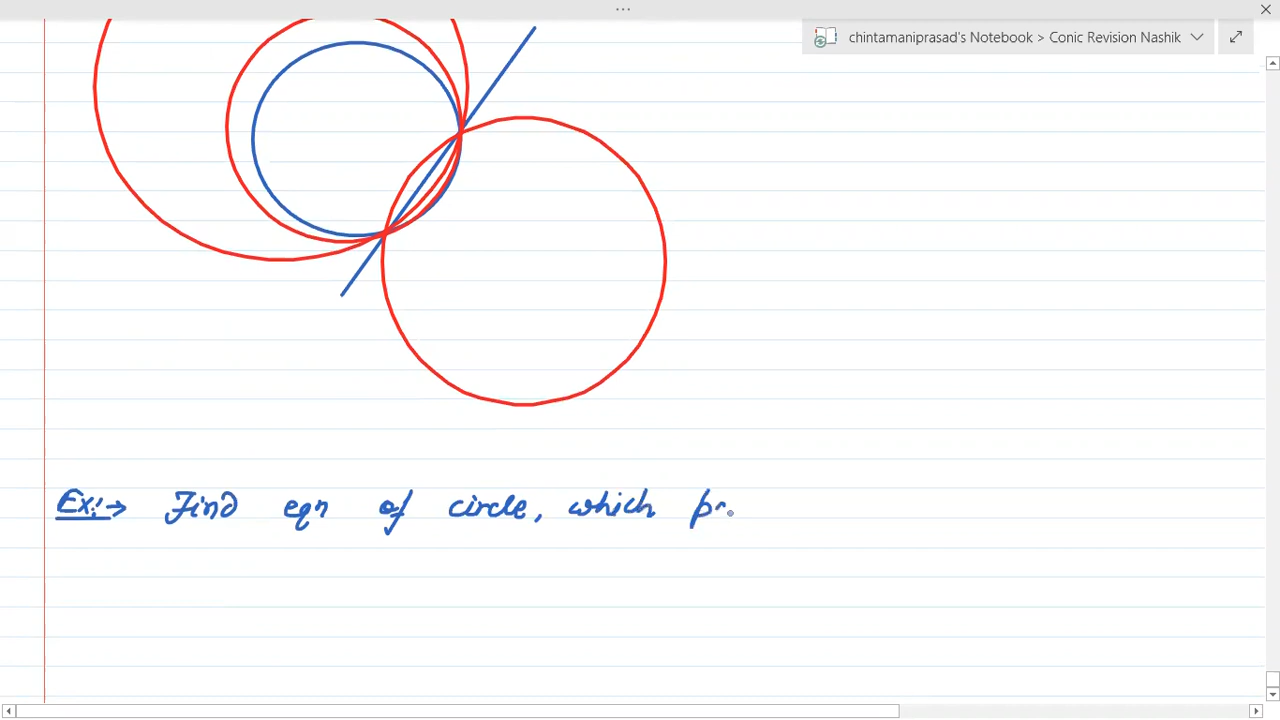 chintamaniprasad's Notebook > Conic Revision Nashik
Ex:→ Find eqn of circle, which